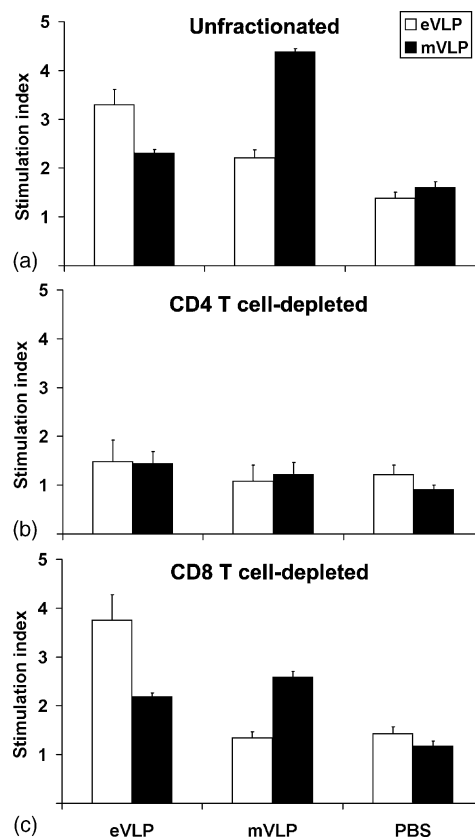 Unfractionated
eVLP
mVLP
5
4
3
2
1
Stimulation index
(a)
CD4 T cell-depleted
5
4
3
2
1
Stimulation index
(b)
CD8 T cell-depleted
5
4
3
2
1
Stimulation index
(c)
eVLP mVLP PBS